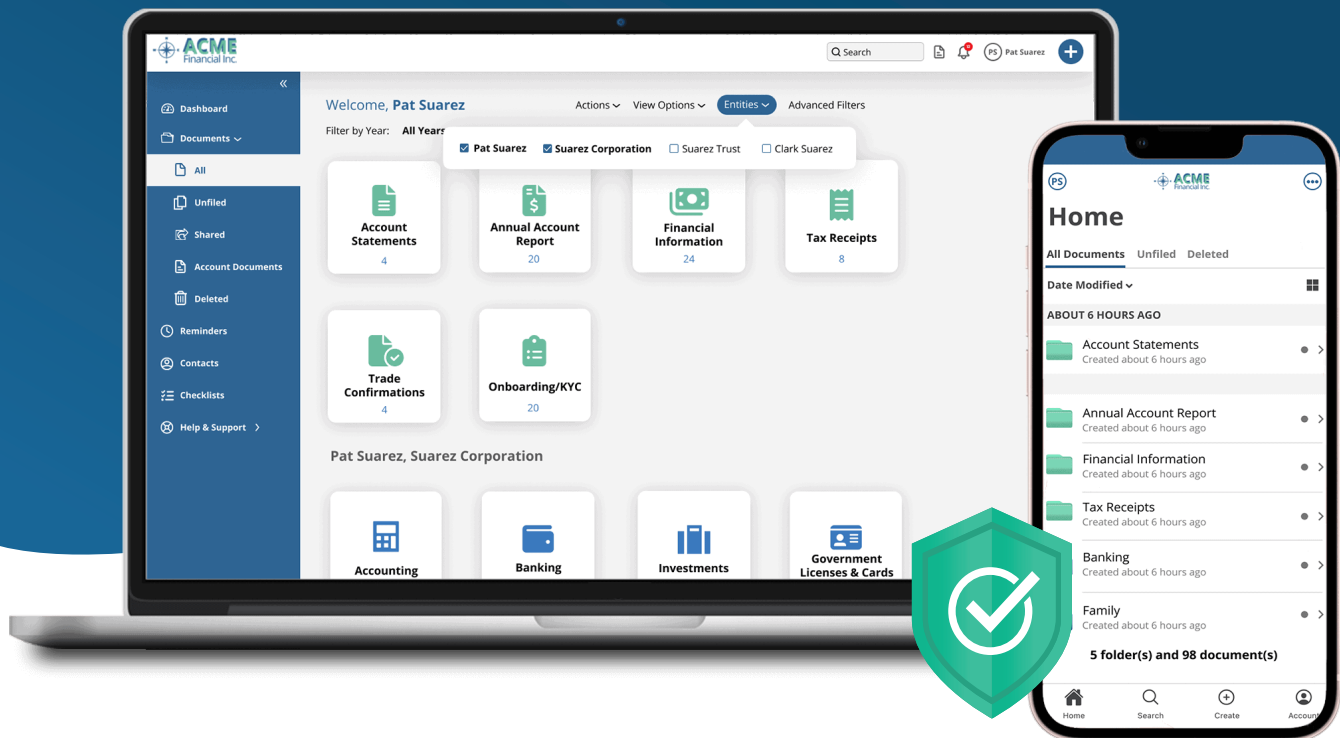 ACME
Financial Inc.
Search
PS Pat Suarez
Dashboard
Documents
All
Unfiled
Shared
Account Documents
Deleted
Reminders
Contacts
Checklists
Help & Support
Welcome, Pat Suarez
Actions
View Options
Entities
Advanced Filters
Filter by Year: All Years
Pat Suarez
Suarez Corporation
Suarez Trust
Clark Suarez
Account
Statements
4
Annual Account
Report
20
Financial
Information
24
Tax Receipts
8
Trade
Confirmations
4
Onboarding/KYC
20
Pat Suarez, Suarez Corporation
Accounting
Banking
Investments
Government
Licenses & Cards
PS
ACME
Financial Inc.
Home
All Documents
Unfiled
Deleted
Date Modified
ABOUT 6 HOURS AGO
Account Statements
Created about 6 hours ago
Annual Account Report
Created about 6 hours ago
Financial Information
Created about 6 hours ago
Tax Receipts
Created about 6 hours ago
Banking
Created about 6 hours ago
Family
Created about 6 hours ago
5 folder(s) and 98 document(s)
Home
Search
Create
Account